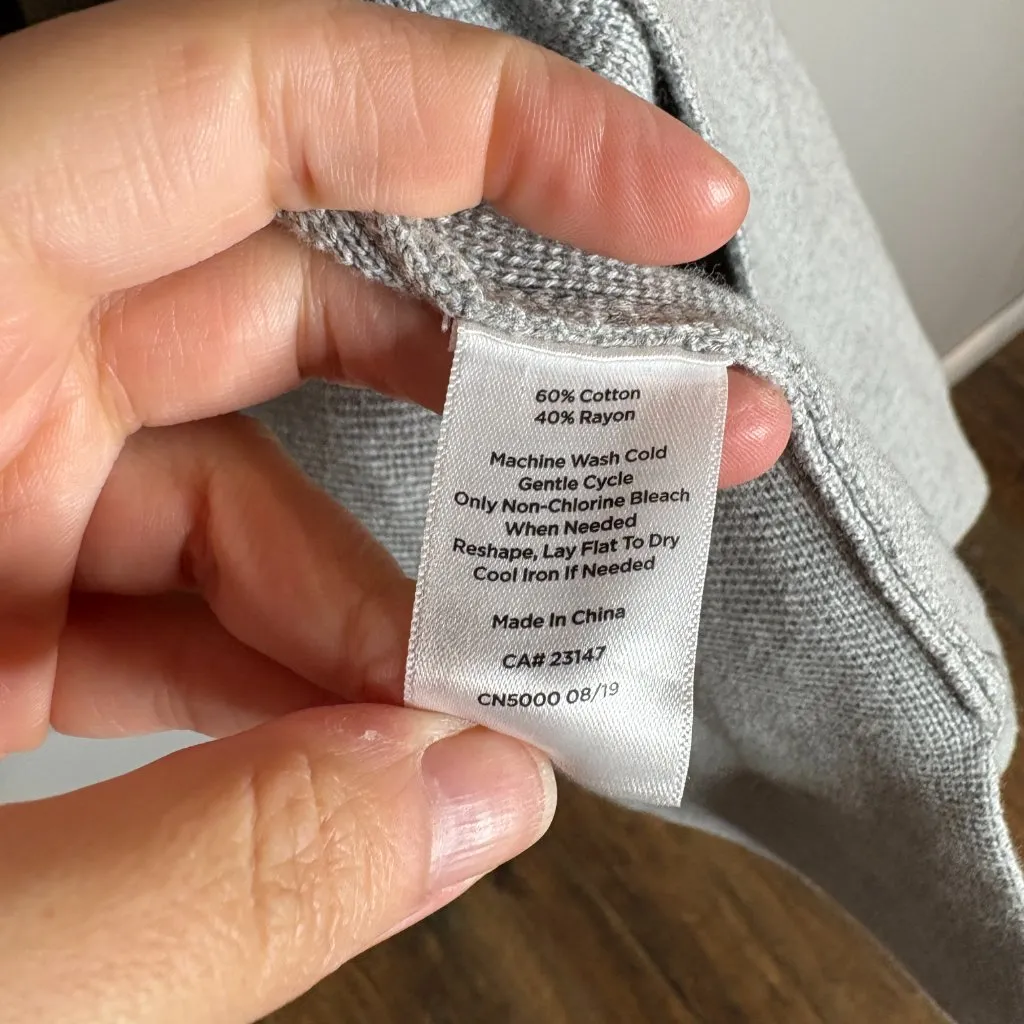 60% Cotton
40% Rayon
Machine Wash Cold
Gentle Cycle
Only Non-Chlorine Bleach
When Needed
Reshape, Lay Flat To Dry
Cool Iron If Needed
Made In China
CA# 23147
CN5000 08/19